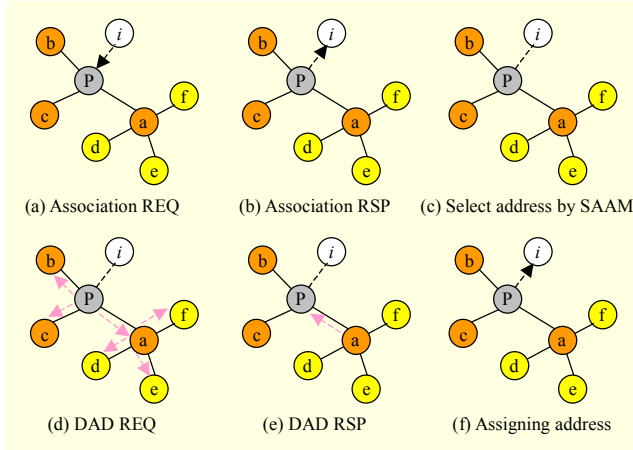 i i i
b b b
P P P
f f f
c a c a c a
d d d
e e e
(a) Association REQ (b) Association RSP (c) Select address by SAAM
i i i
b b b
P P P
f f f
c a c a c a
d d d
e e e
(d) DAD REQ (e) DAD RSP (f) Assigning address